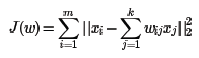 J(w) = \sum_{i=1}^{m} ||x_i - \sum_{j=1}^{k} w_{ij} x_j||_2^2